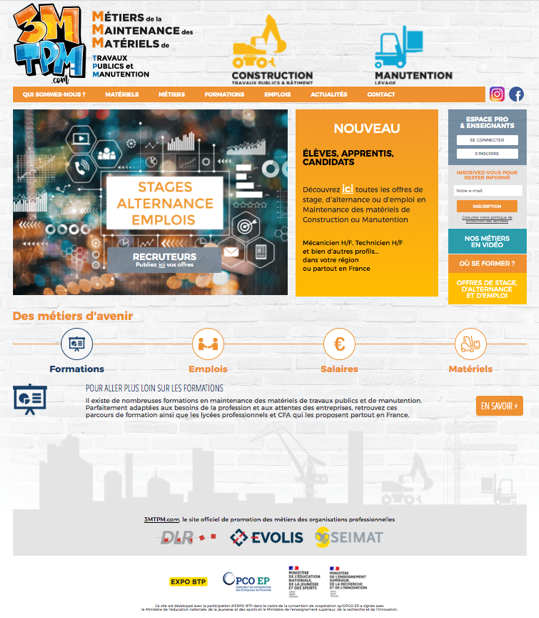 3M
TPM
.com
MÉTIERS de la
MAINTENANCE des
MATÉRIELS de
TRAVAUX
PUBLICS et
MANUTENTION
CONSTRUCTION
TRAVAUX PUBLICS & BÂTIMENT
MANUTENTION
LEVAGE
QUI SOMMES-NOUS ? MATÉRIELS MÉTIERS FORMATIONS EMPLOIS ACTUALITÉS CONTACT
STAGES
ALTERNANCE
EMPLOIS
RECRUTEURS
Publiez ici vos offres
NOUVEAU
ÉLÈVES, APPRENTIS,
CANDIDATS
Découvrez ici toutes les offres de
stage, d'alternance ou d'emploi en
Maintenance des matériels de
Construction ou Manutention
Mécanicien H/F, Technicien H/F
et bien d'autres profils...
dans votre région
ou partout en France
ESPACE PRO
& ENSEIGNANTS
SE CONNECTER
S'INSCRIRE
INSCRIVEZ-VOUS POUR
RESTER INFORMÉ
Votre e-mail
INSCRIPTION
Consulter notre politique de
protection des données
NOS MÉTIERS
EN VIDÉO
OÙ SE FORMER ?
OFFRES DE STAGE,
D'ALTERNANCE
ET D'EMPLOI
Des métiers d'avenir
Formations Emplois Salaires Matériels
POUR ALLER PLUS LOIN SUR LES FORMATIONS
Il existe de nombreuses formations en maintenance des matériels de travaux publics et de manutention.
Parfaitement adaptées aux besoins de la profession et aux attentes des entreprises, retrouvez ces
parcours de formation ainsi que les lycées professionnels et CFA qui les proposent partout en France.
EN SAVOIR +
3MTPM.com, le site officiel de promotion des métiers des organisations professionnelles
DLR EVOLIS SEIMAT
EXPO BTP
OPCO EP
MINISTÈRE
DE L'ÉDUCATION
NATIONALE,
DE LA JEUNESSE
ET DES SPORTS
MINISTÈRE
DE L'ENSEIGNEMENT
SUPÉRIEUR,
DE LA RECHERCHE
ET DE L'INNOVATION
Ce site est développé avec la participation d'EXPO BTP dans le cadre de la convention de coopération qu'OPCO EP a signée avec
le Ministère de l'éducation nationale, de la jeunesse et des sports et le Ministère de l'enseignement supérieur, de la recherche et de l'innovation.